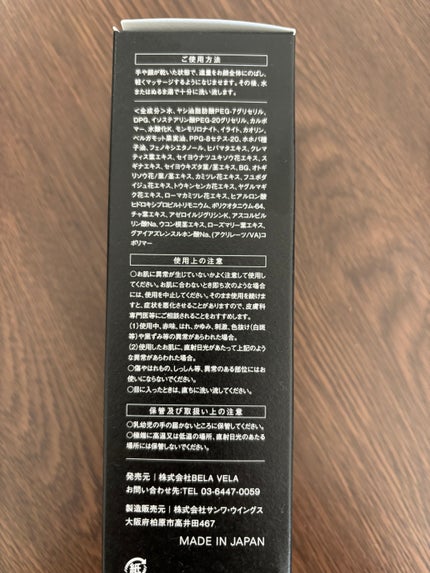 ご使用方法
手や顔が乾いた状態で、適量をお顔全体にのばし、
軽くマッサージするようになじませます。その後、水
またはぬるま湯で十分に洗い流します。
<全成分>水、ヤシ油脂肪酸PEG-7グリセリル、
DPG、イソステアリン酸PEG-20グリセリル、カルボ
マー、水酸化K、モンモリロナイト、イライト、カオリン、
ベルガモット果実油、PPG-8セテス-20、ホホバ種
子油、フェノキシエタノール、ヒバマタエキス、クレマ
ティス葉エキス、セイヨウナツユキソウ花エキス、ス
ギナエキス、セイヨウキズタ葉/茎エキス、BG、オトギ
リソウ花/葉/茎エキス、カミツレ花エキス、フユボダ
イジュ花エキス、トウキンセンカ花エキス、ヤグルマギ
ク花エキス、ローマカミツレ花エキス、ヒアルロン酸
ヒドロキシプロピルトリモニウム、ポリクオタニウム-64、
チャ葉エキス、アゼロイルジグリシンK、アスコルビ
ルリン酸Na、ウコン根茎エキス、ローズマリー葉エキス、
グアイアズレンスルホン酸Na、(アクリレーツ/VA)コ
ポリマー
使用上の注意
○お肌に異常が生じていないかよく注意して使用し
てください。お肌に合わないとき即ち次のような場合
には、使用を中止してください。そのまま使用を続けま
すと、症状を悪化させることがありますので、皮膚科
専門医等にご相談されることをおすすめします。
(1)使用中、赤味、はれ、かゆみ、刺激、色抜け(白斑
等)や黒ずみ等の異常があらわれた場合。
(2)使用したお肌に、直射日光があたって上記のよう
な異常があらわれた場合。
○傷やはれもの、しっしん等、異常のある部位にはお
使いにならないでください。
○目に入ったときは、直ちに洗い流してください。
保管及び取扱い上の注意
○乳幼児の手の届かないところに保管してください。
○極端に高温又は低温の場所、直射日光のあたる
場所には保管しないでください。
発売元|株式会社BELA VELA
お問い合わせ先:TEL 03-6447-0059
製造販売元|株式会社サンワ・ウイングス
大阪府柏原市高井田467
MADE IN JAPAN
紙